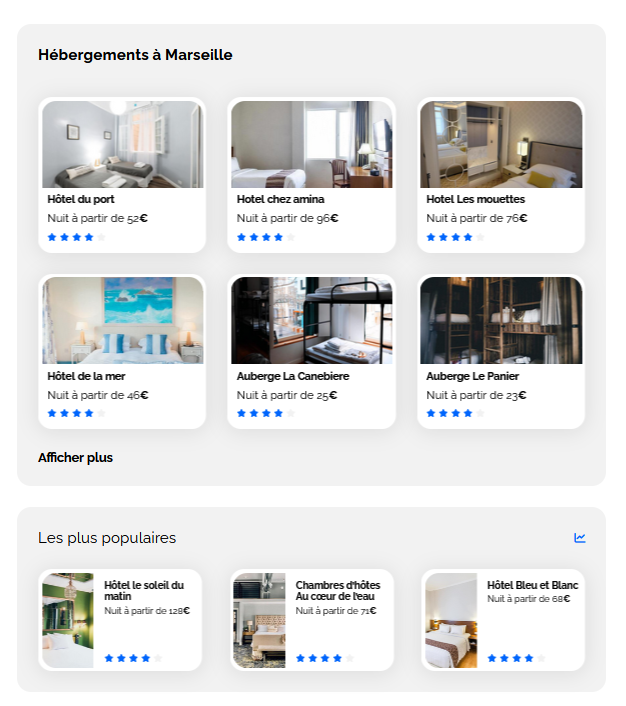 Hébergements à Marseille
Hôtel du port
Nuit à partir de 52€
Hotel chez amina
Nuit à partir de 96€
Hotel Les mouettes
Nuit à partir de 76€
Hôtel de la mer
Nuit à partir de 46€
Auberge La Canebiere
Nuit à partir de 25€
Auberge Le Panier
Nuit à partir de 23€
Afficher plus
Les plus populaires
Hôtel le soleil du
matin
Nuit à partir de 128€
Chambres d'hôtes
Au cœur de l'eau
Nuit à partir de 71€
Hôtel Bleu et Blanc
Nuit à partir de 68€